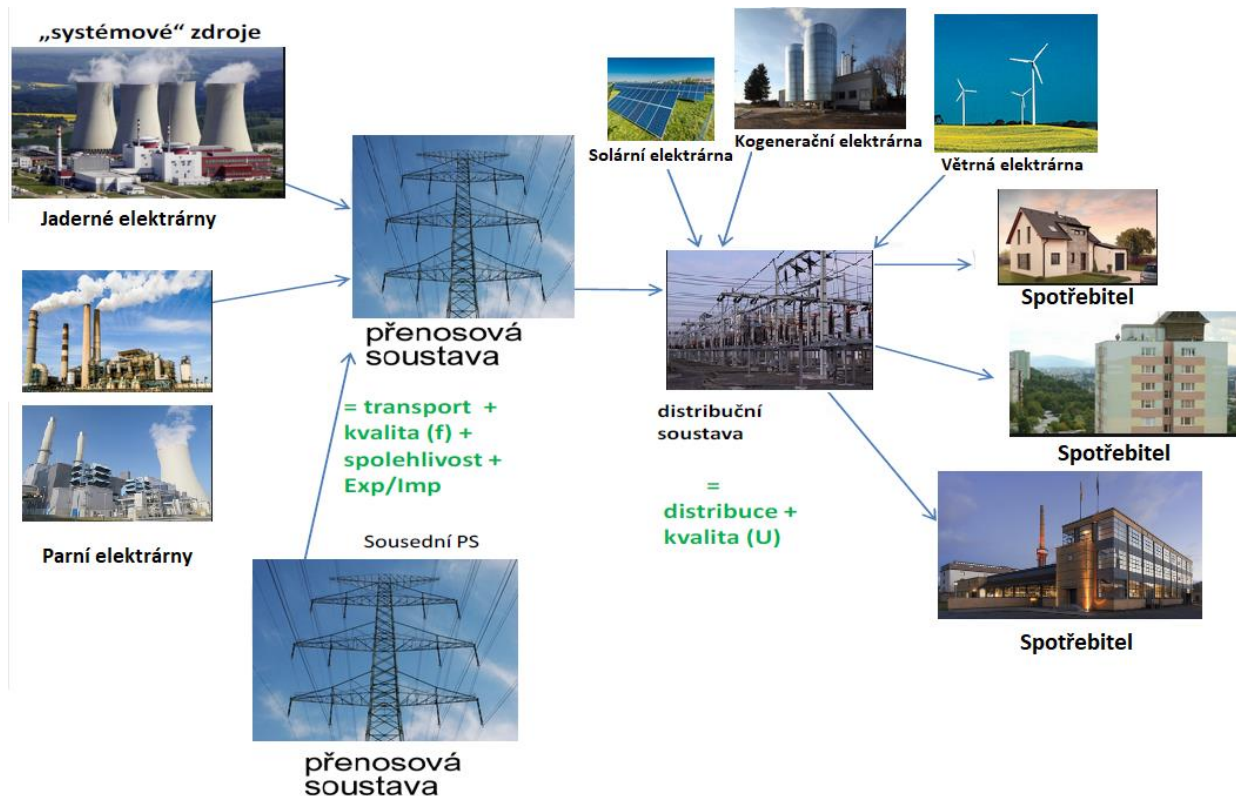 „systémové“ zdroje
Jaderné elektrárny
Parní elektrárny
přenosová
soustava
= transport +
kvalita (f) +
spolehlivost +
Exp/Imp
Sousední PS
přenosová
soustava
Solární elektrárna
Kogenerační elektrárna
Větrná elektrárna
distribuční
soustava
=
distribuce +
kvalita (U)
Spotřebitel
Spotřebitel
Spotřebitel